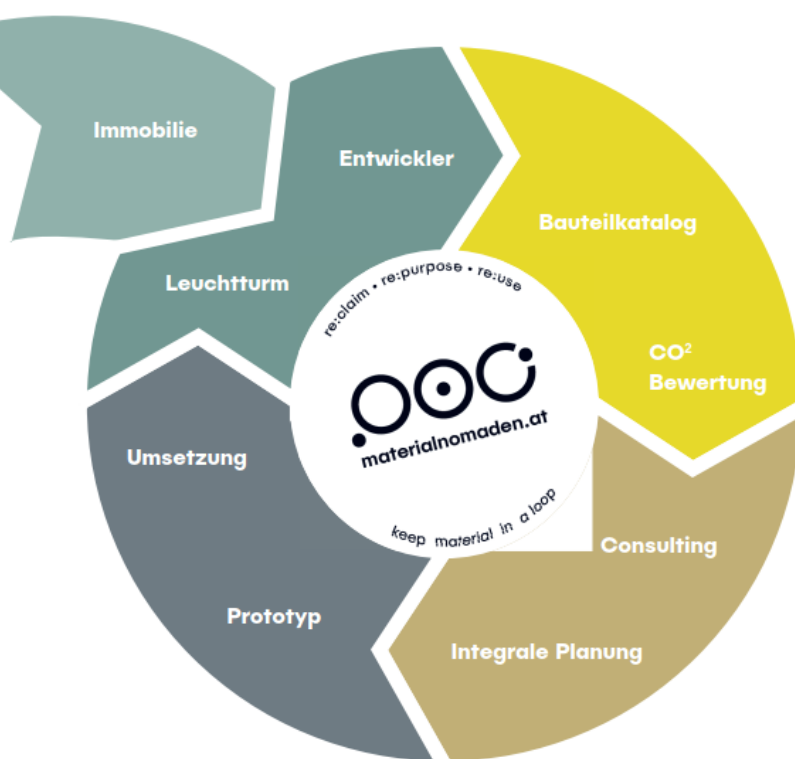 Immobilie
Entwickler
Leuchtturm
Bauteilkatalog
CO²
Bewertung
Consulting
Integrale Planung
Prototyp
Umsetzung
re:claim • re:purpose • re:use
materialnomaden.at
keep material in a loop